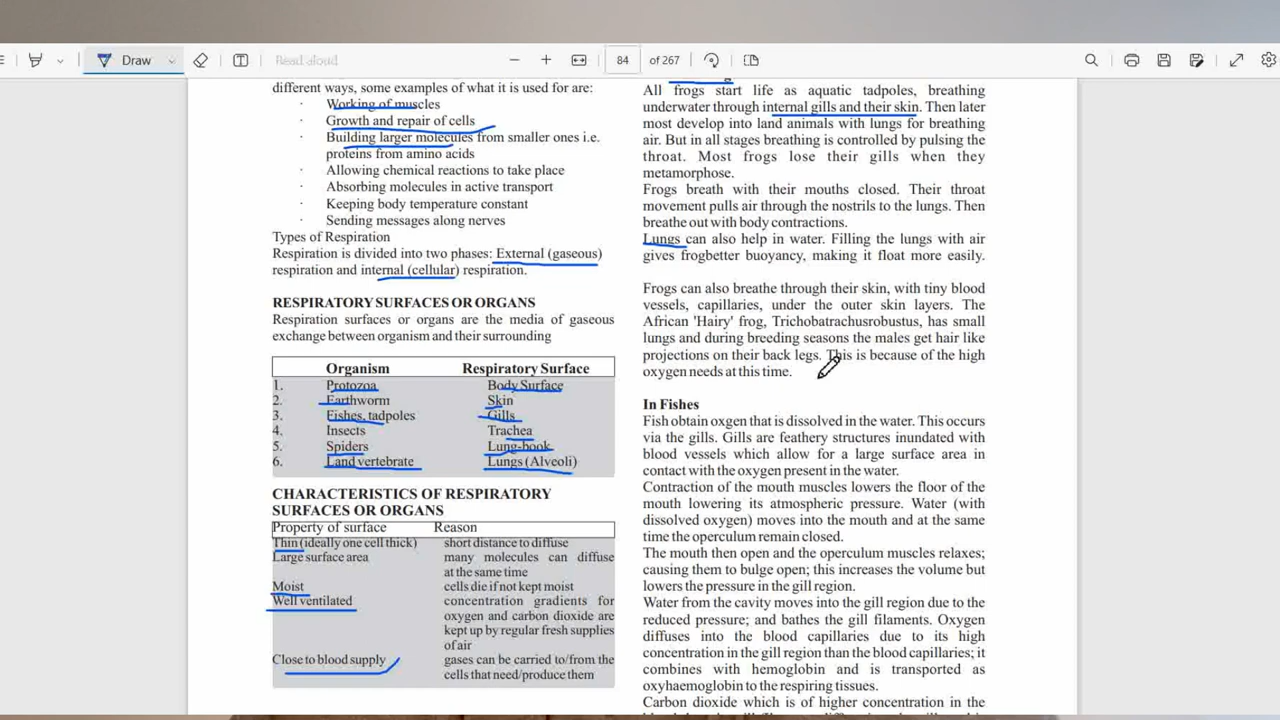 Draw
Read aloud
84
of 267
different ways, some examples of what it is used for are:
· Working of muscles
· Growth and repair of cells
· Building larger molecules from smaller ones i.e.
proteins from amino acids
· Allowing chemical reactions to take place
· Absorbing molecules in active transport
· Keeping body temperature constant
· Sending messages along nerves
Types of Respiration
Respiration is divided into two phases: External (gaseous)
respiration and internal (cellular) respiration.
RESPIRATORY SURFACES OR ORGANS
Respiration surfaces or organs are the media of gaseous
exchange between organism and their surrounding
Organism Respiratory Surface
1. Protozoa Body Surface
2. Earthworm Skin
3. Fishes, tadpoles Gills
4. Insects Trachea
5. Spiders Lung-book
6. Land vertebrate Lungs (Alveoli)
CHARACTERISTICS OF RESPIRATORY
SURFACES OR ORGANS
Property of surface Reason
Thin (ideally one cell thick) short distance to diffuse
Large surface area many molecules can diffuse
at the same time
Moist cells die if not kept moist
Well ventilated concentration gradients for
oxygen and carbon dioxide are
kept up by regular fresh supplies
of air
Close to blood supply gases can be carried to/from the
cells that need/produce them
All frogs start life as aquatic tadpoles, breathing
underwater through internal gills and their skin. Then later
most develop into land animals with lungs for breathing
air. But in all stages breathing is controlled by pulsing the
throat. Most frogs lose their gills when they
metamorphose.
Frogs breath with their mouths closed. Their throat
movement pulls air through the nostrils to the lungs. Then
breathe out with body contractions.
Lungs can also help in water. Filling the lungs with air
gives frogbetter buoyancy, making it float more easily.
Frogs can also breathe through their skin, with tiny blood
vessels, capillaries, under the outer skin layers. The
African 'Hairy' frog, Trichobatrachusrobustus, has small
lungs and during breeding seasons the males get hair like
projections on their back legs. This is because of the high
oxygen needs at this time.
In Fishes
Fish obtain oxgen that is dissolved in the water. This occurs
via the gills. Gills are feathery structures inundated with
blood vessels which allow for a large surface area in
contact with the oxygen present in the water.
Contraction of the mouth muscles lowers the floor of the
mouth lowering its atmospheric pressure. Water (with
dissolved oxygen) moves into the mouth and at the same
time the operculum remain closed.
The mouth then open and the operculum muscles relaxes;
causing them to bulge open; this increases the volume but
lowers the pressure in the gill region.
Water from the cavity moves into the gill region due to the
reduced pressure; and bathes the gill filaments. Oxygen
diffuses into the blood capillaries due to its high
concentration in the gill region than the blood capillaries; it
combines with hemoglobin and is transported as
oxyhaemoglobin to the respiring tissues.
Carbon dioxide which is of higher concentration in the